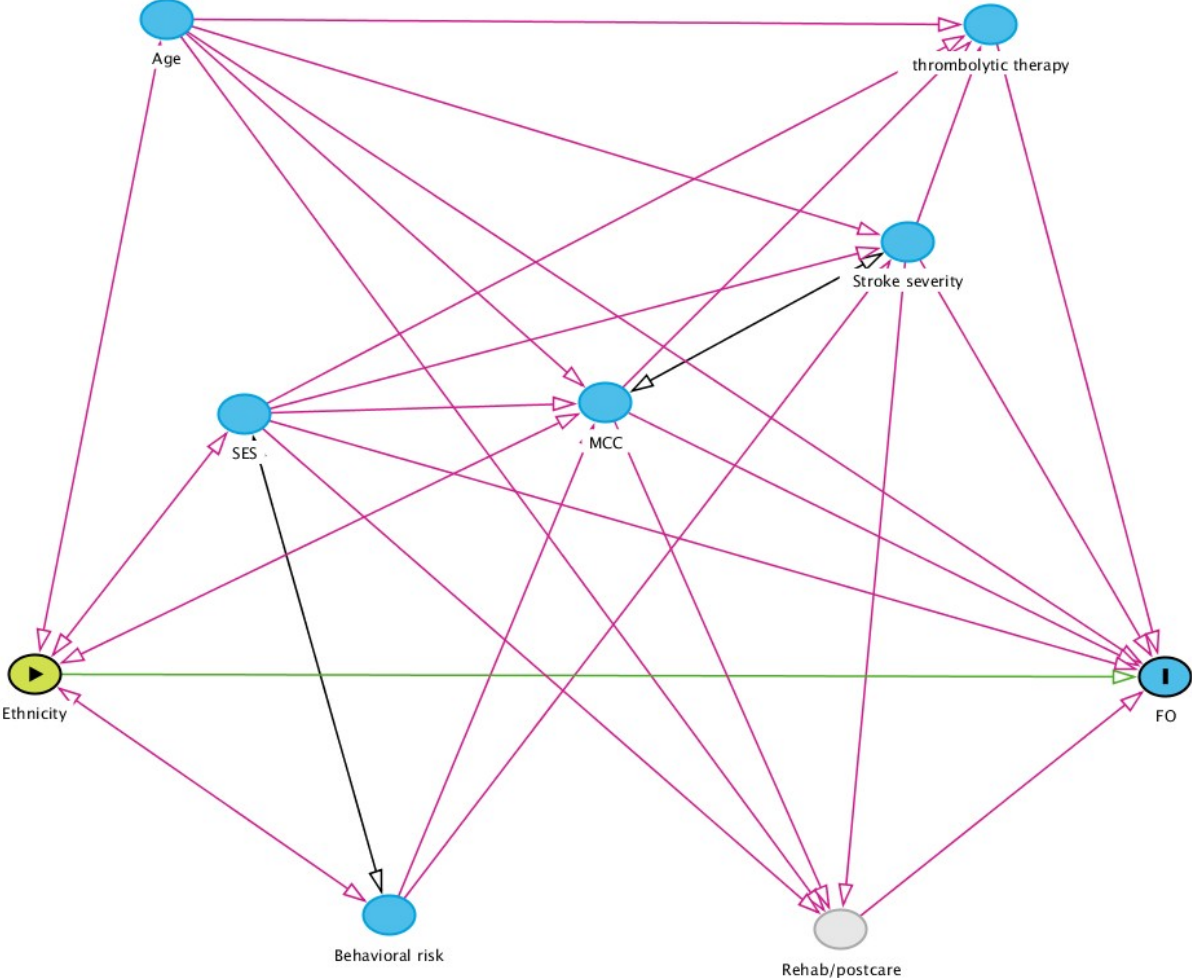 Age
thrombolytic therapy
Stroke severity
SES
MCC
Ethnicity
FO
Behavioral risk
Rehab/postcare